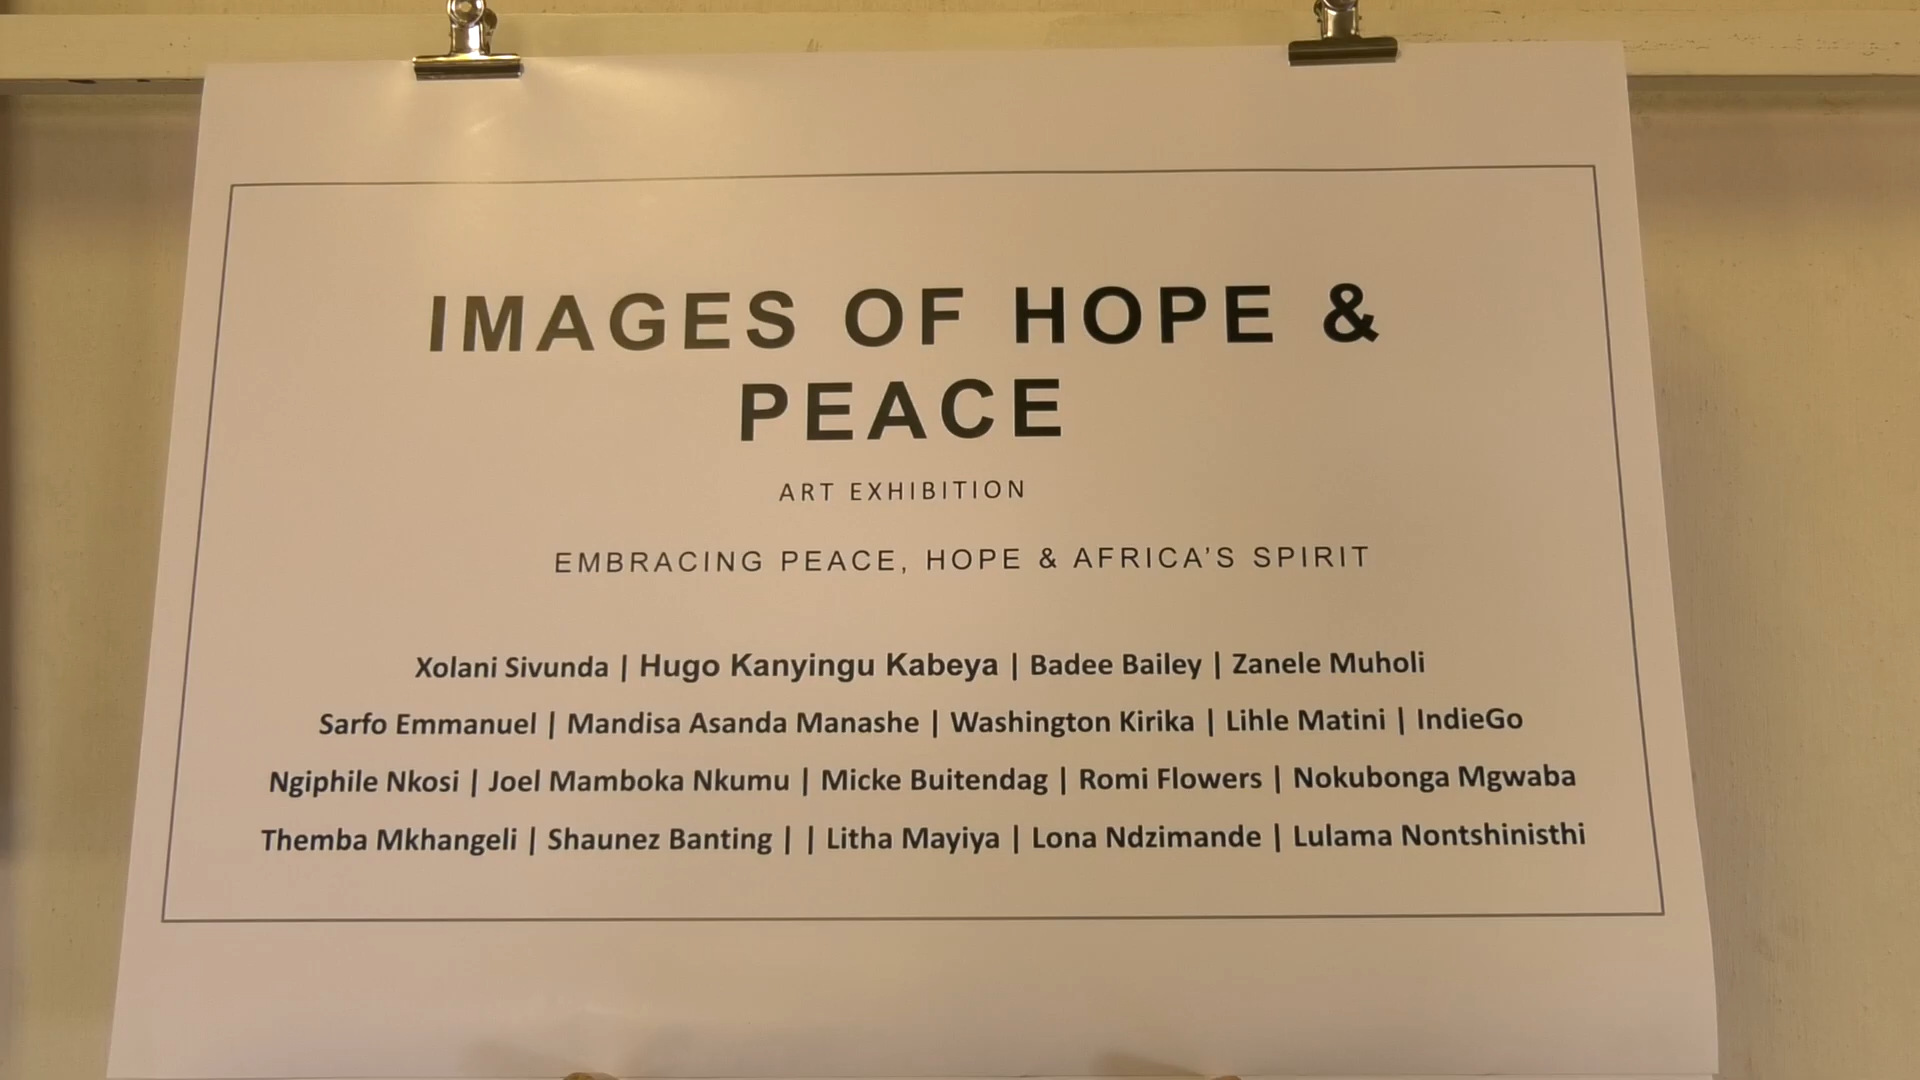 IMAGES OF HOPE &
PEACE
ART EXHIBITION
EMBRACING PEACE, HOPE & AFRICA'S SPIRIT
Xolani Sivunda | Hugo Kanyingu Kabeya | Badee Bailey | Zanele Muholi
Sarfo Emmanuel | Mandisa Asanda Manashe | Washington Kirika | Lihle Matini | IndieGo
Ngiphile Nkosi | Joel Mamboka Nkumu | Micke Buitendag | Romi Flowers | Nokubonga Mgwaba
Themba Mkhangeli | Shaunez Banting | | Litha Mayiya | Lona Ndzimande | Lulama Nontshinisthi